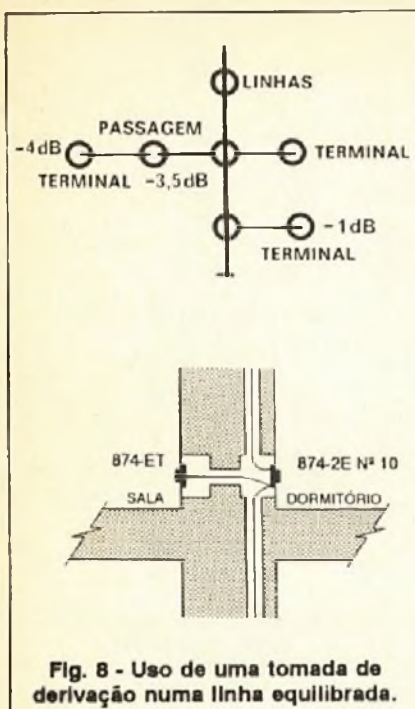 LINHAS
PASSAGEM
-4dB
TERMINAL
TERMINAL -3,5dB
-1dB
TERMINAL
874-ET
874-2E Nº 10
SALA
DORMITÓRIO
Fig. 8 - Uso de uma tomada de
derivação numa linha equilibrada.